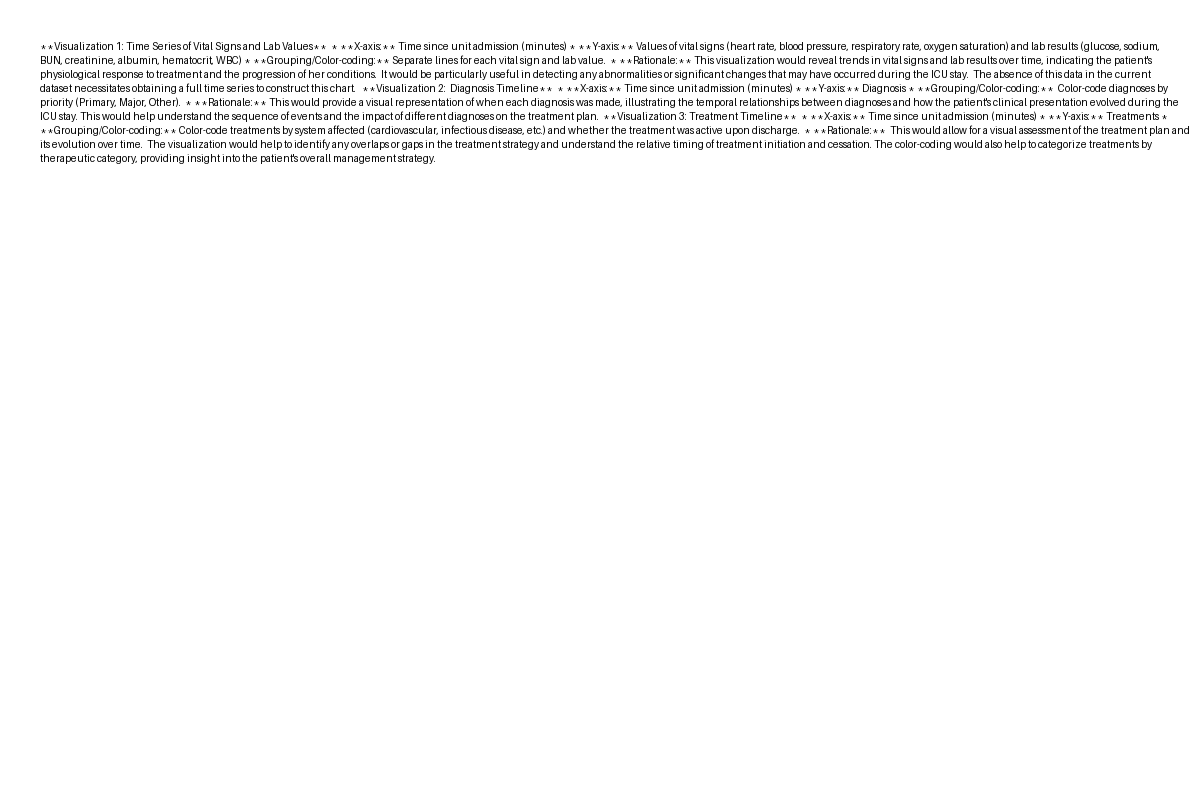 **Visualization 1: Time Series of Vital Signs and Lab Values** * **X-axis:** Time since unit admission (minutes) * **Y-axis:** Values of vital signs (heart rate, blood pressure, respiratory rate, oxygen saturation) and lab results (glucose, sodium,
BUN, creatinine, albumin, hematocrit, WBC) * **Grouping/Color-coding:** Separate lines for each vital sign and lab value. * **Rationale:** This visualization would reveal trends in vital signs and lab results over time, indicating the patient's
physiological response to treatment and the progression of her conditions. It would be particularly useful in detecting any abnormalities or significant changes that may have occurred during the ICU stay. The absence of this data in the current
dataset necessitates obtaining a full time series to construct this chart. **Visualization 2: Diagnosis Timeline** * **X-axis:** Time since unit admission (minutes) * **Y-axis:** Diagnosis * **Grouping/Color-coding:** Color-code diagnoses by
priority (Primary, Major, Other). * **Rationale:** This would provide a visual representation of when each diagnosis was made, illustrating the temporal relationships between diagnoses and how the patient's clinical presentation evolved during the
ICU stay. This would help understand the sequence of events and the impact of different diagnoses on the treatment plan. **Visualization 3: Treatment Timeline** * **X-axis:** Time since unit admission (minutes) * **Y-axis:** Treatments *
**Grouping/Color-coding:** Color-code treatments by system affected (cardiovascular, infectious disease, etc.) and whether the treatment was active upon discharge. * **Rationale:** This would allow for a visual assessment of the treatment plan and
its evolution over time. The visualization would help to identify any overlaps or gaps in the treatment strategy and understand the relative timing of treatment initiation and cessation. The color-coding would also help to categorize treatments by
therapeutic category, providing insight into the patient's overall management strategy.